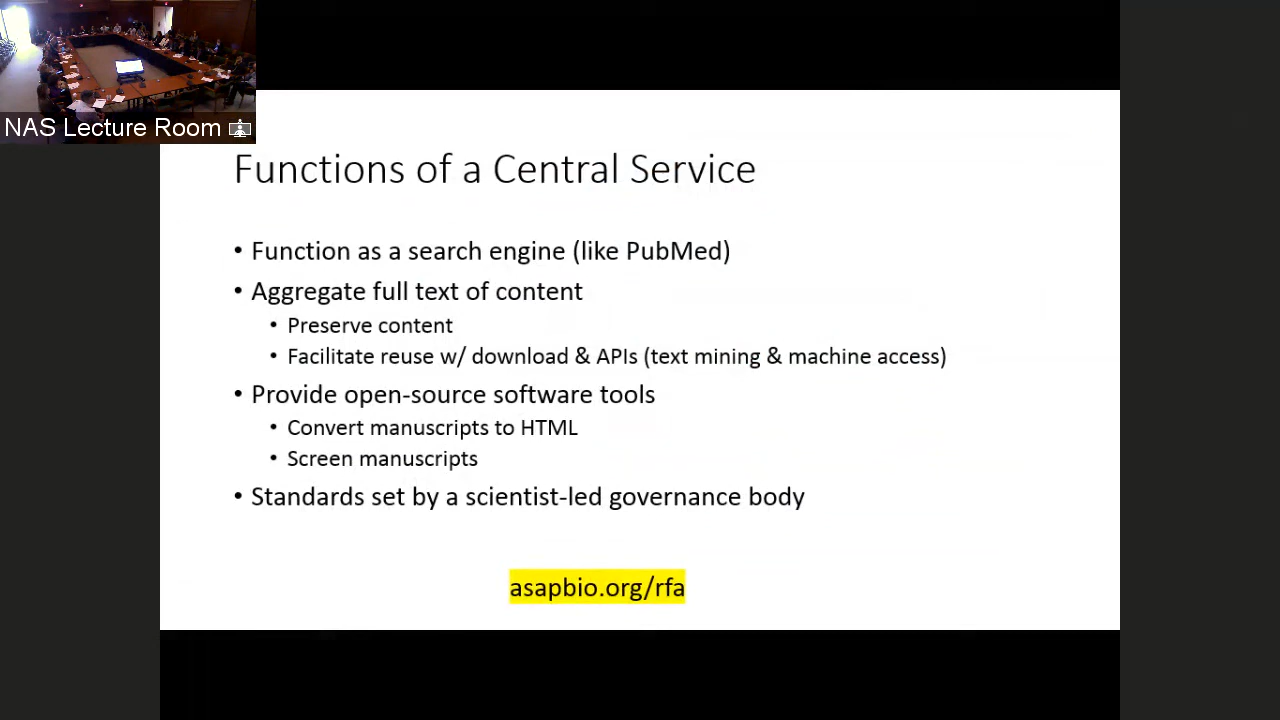 NAS Lecture Room
Functions of a Central Service
• Function as a search engine (like PubMed)
• Aggregate full text of content
• Preserve content
• Facilitate reuse w/ download & APIs (text mining & machine access)
• Provide open-source software tools
• Convert manuscripts to HTML
• Screen manuscripts
• Standards set by a scientist-led governance body
asapbio.org/rfa